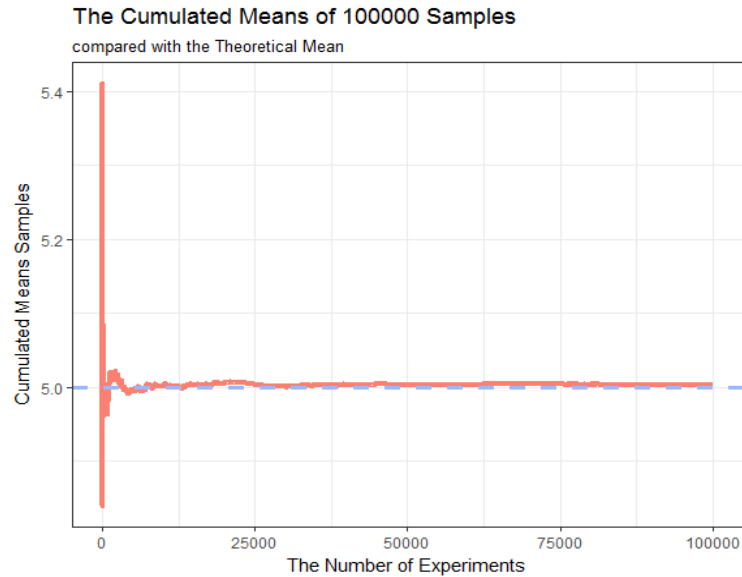 The Cumulated Means of 100000 Samples
compared with the Theoretical Mean
5.4
5.2
5.0
Cumulated Means Samples
0
25000
50000
75000
100000
The Number of Experiments